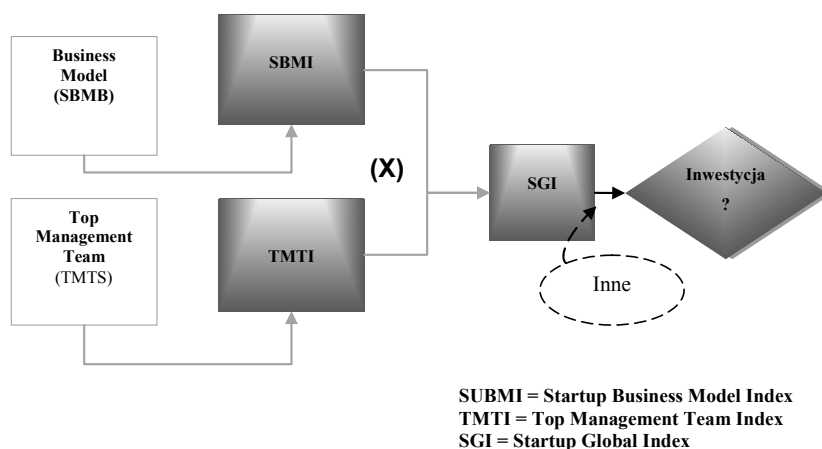 Business
Model
(SBMB)
SBMI
(X)
Top
Management
Team
(TMTS)
TMTI
SGI
Inwestycja
?
Inne
SUBMI = Startup Business Model Index
TMTI = Top Management Team Index
SGI = Startup Global Index